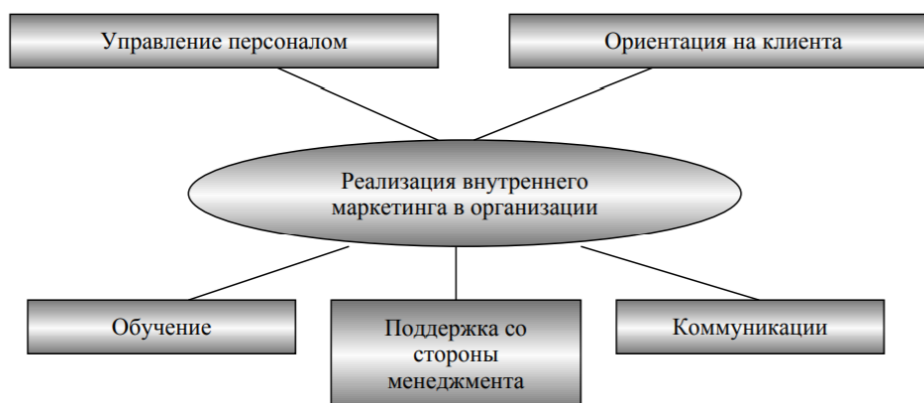 Управление персоналом
Ориентация на клиента
Реализация внутреннего
маркетинга в организации
Обучение
Поддержка со
стороны
менеджмента
Коммуникации